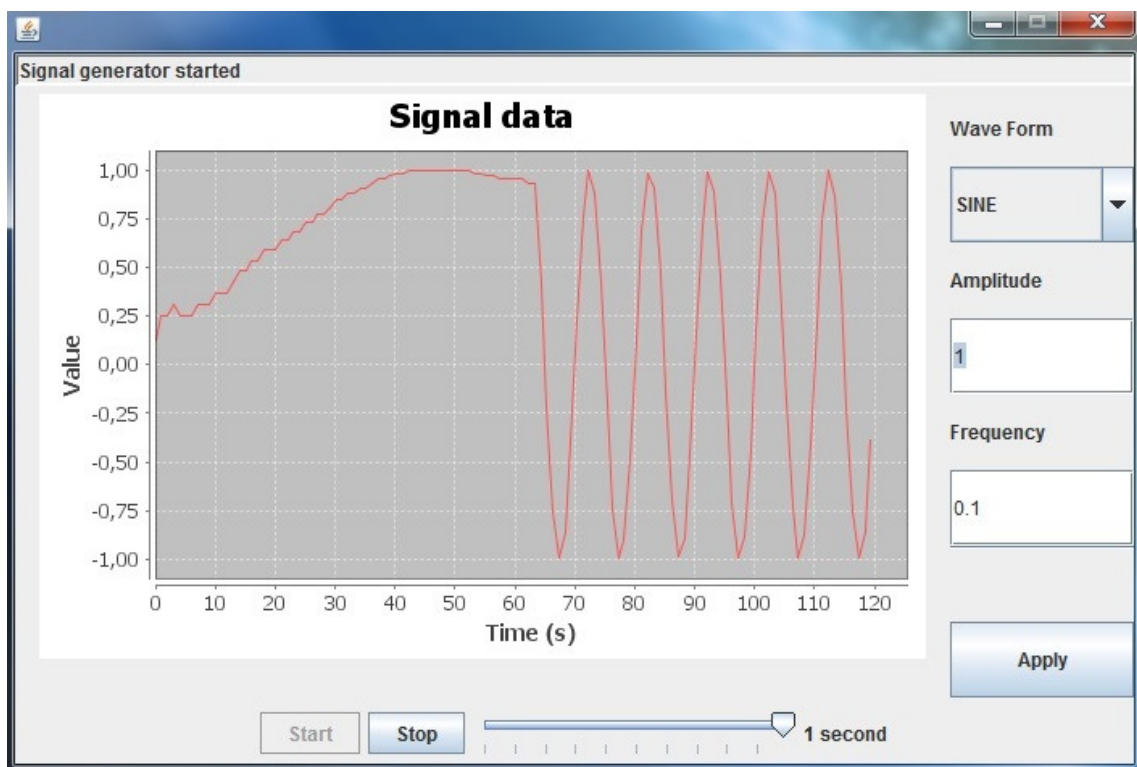 Signal generator started
Signal data
Wave Form
1,00
0,75
SINE
0,50
Amplitude
0,25
0,00
1
Value
-0,25
Frequency
-0,50
-0,75
0.1
-1,00
0 10 20 30 40 50 60 70 80 90 100 110 120
Time (s)
Apply
Start Stop 1 second